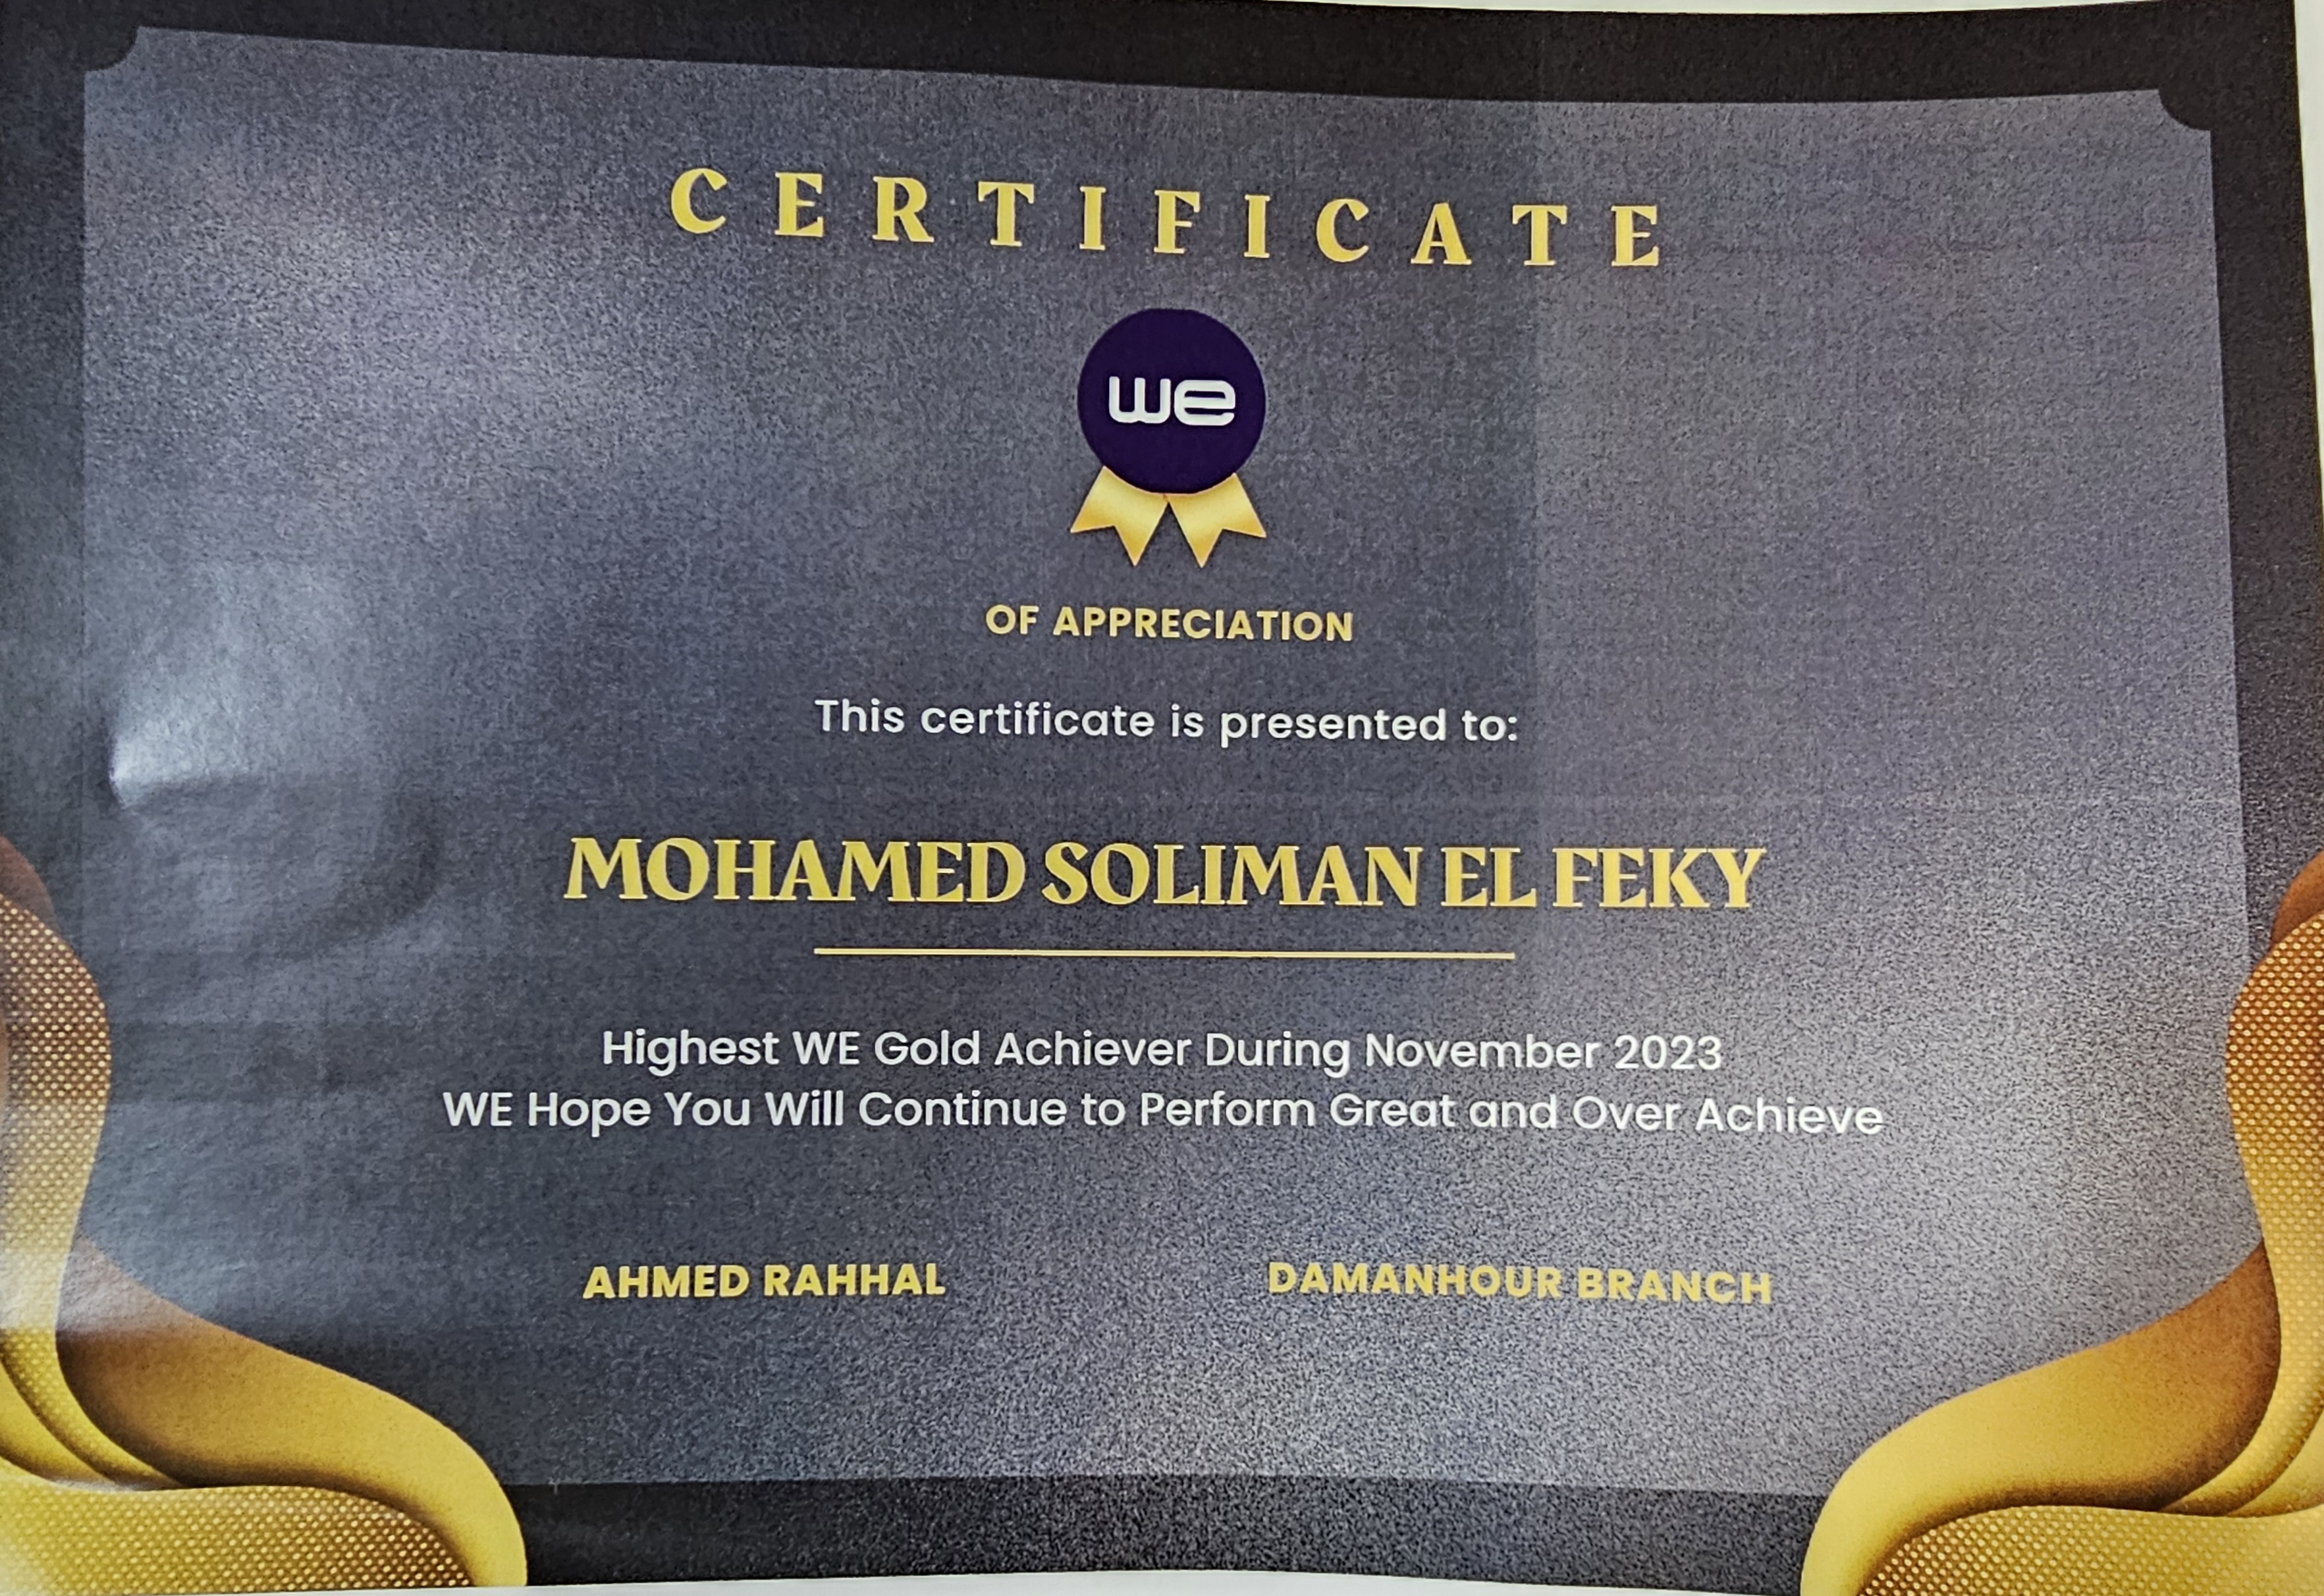 CERTIFICATE
we
OF APPRECIATION
This certificate is presented to:
MOHAMED SOLIMAN EL FEKY
Highest WE Gold Achiever During November 2023
WE Hope You Will Continue to Perform Great and Over Achieve
AHMED RAHHAL DAMANHOUR BRANCH